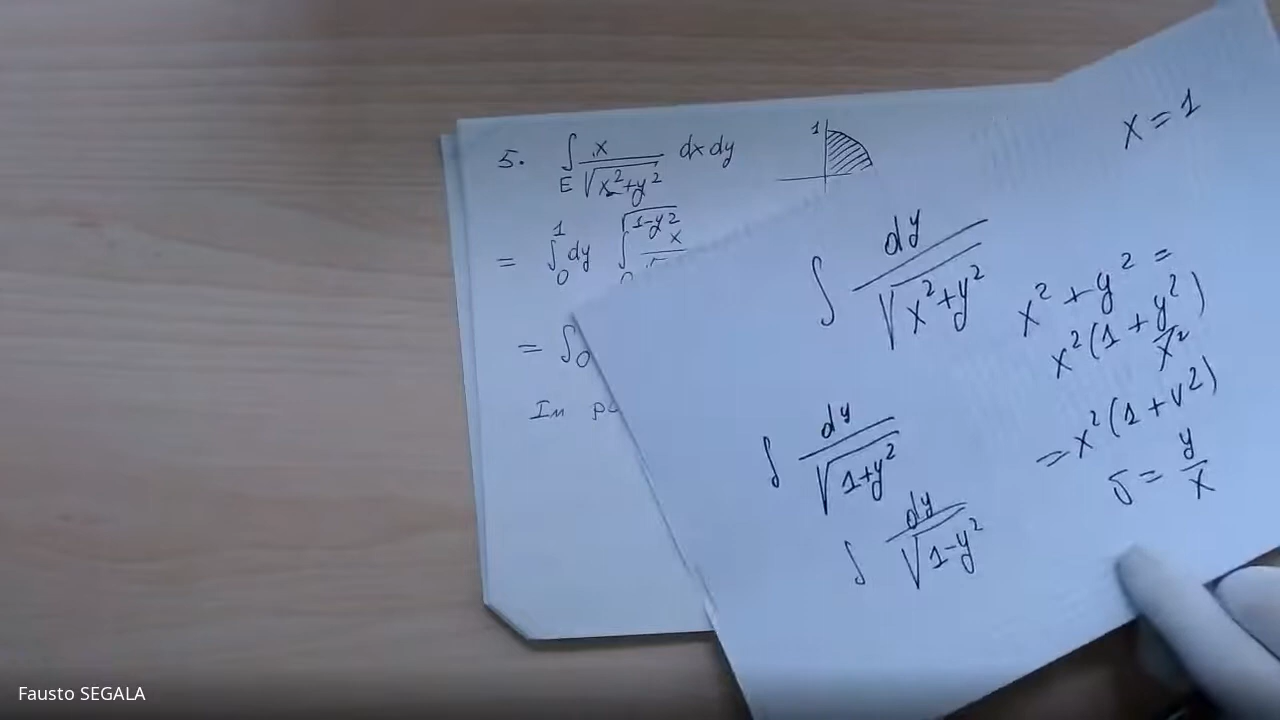 5. ∫E x/√(x²+y²) dx dy
1
= ∫₀¹ dy ∫₀^√(1-y²) x
= ∫₀
In
x = 1
∫ dy/√(x²+y²)
x² + y² =
x²(1 + y²/x²)
= x²(1 + v²)
v = y/x
∫ dy/√(1+y²)
∫ dy/√(1-y²)
Fausto SEGALA